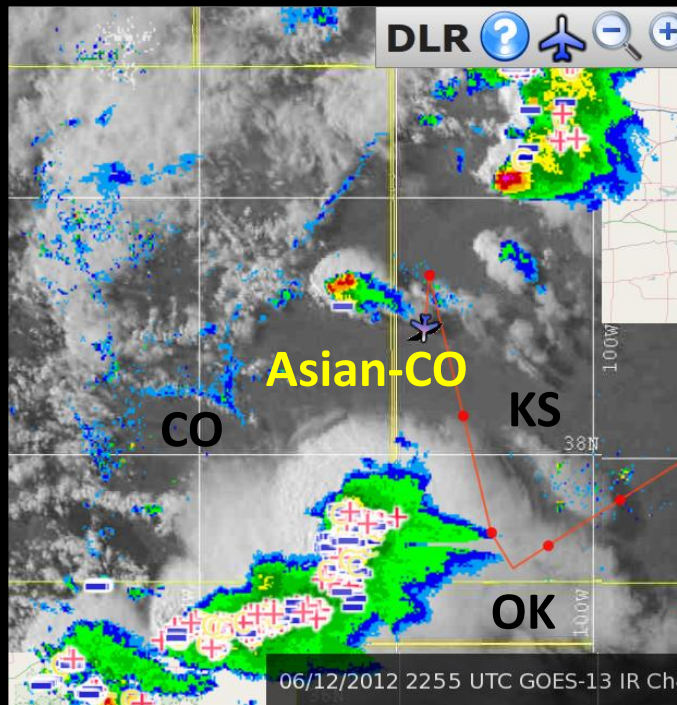 DLR
Asian-CO
CO
KS
100W
38N
OK
100W
06/12/2012 2255 UTC GOES-13 IR Ch